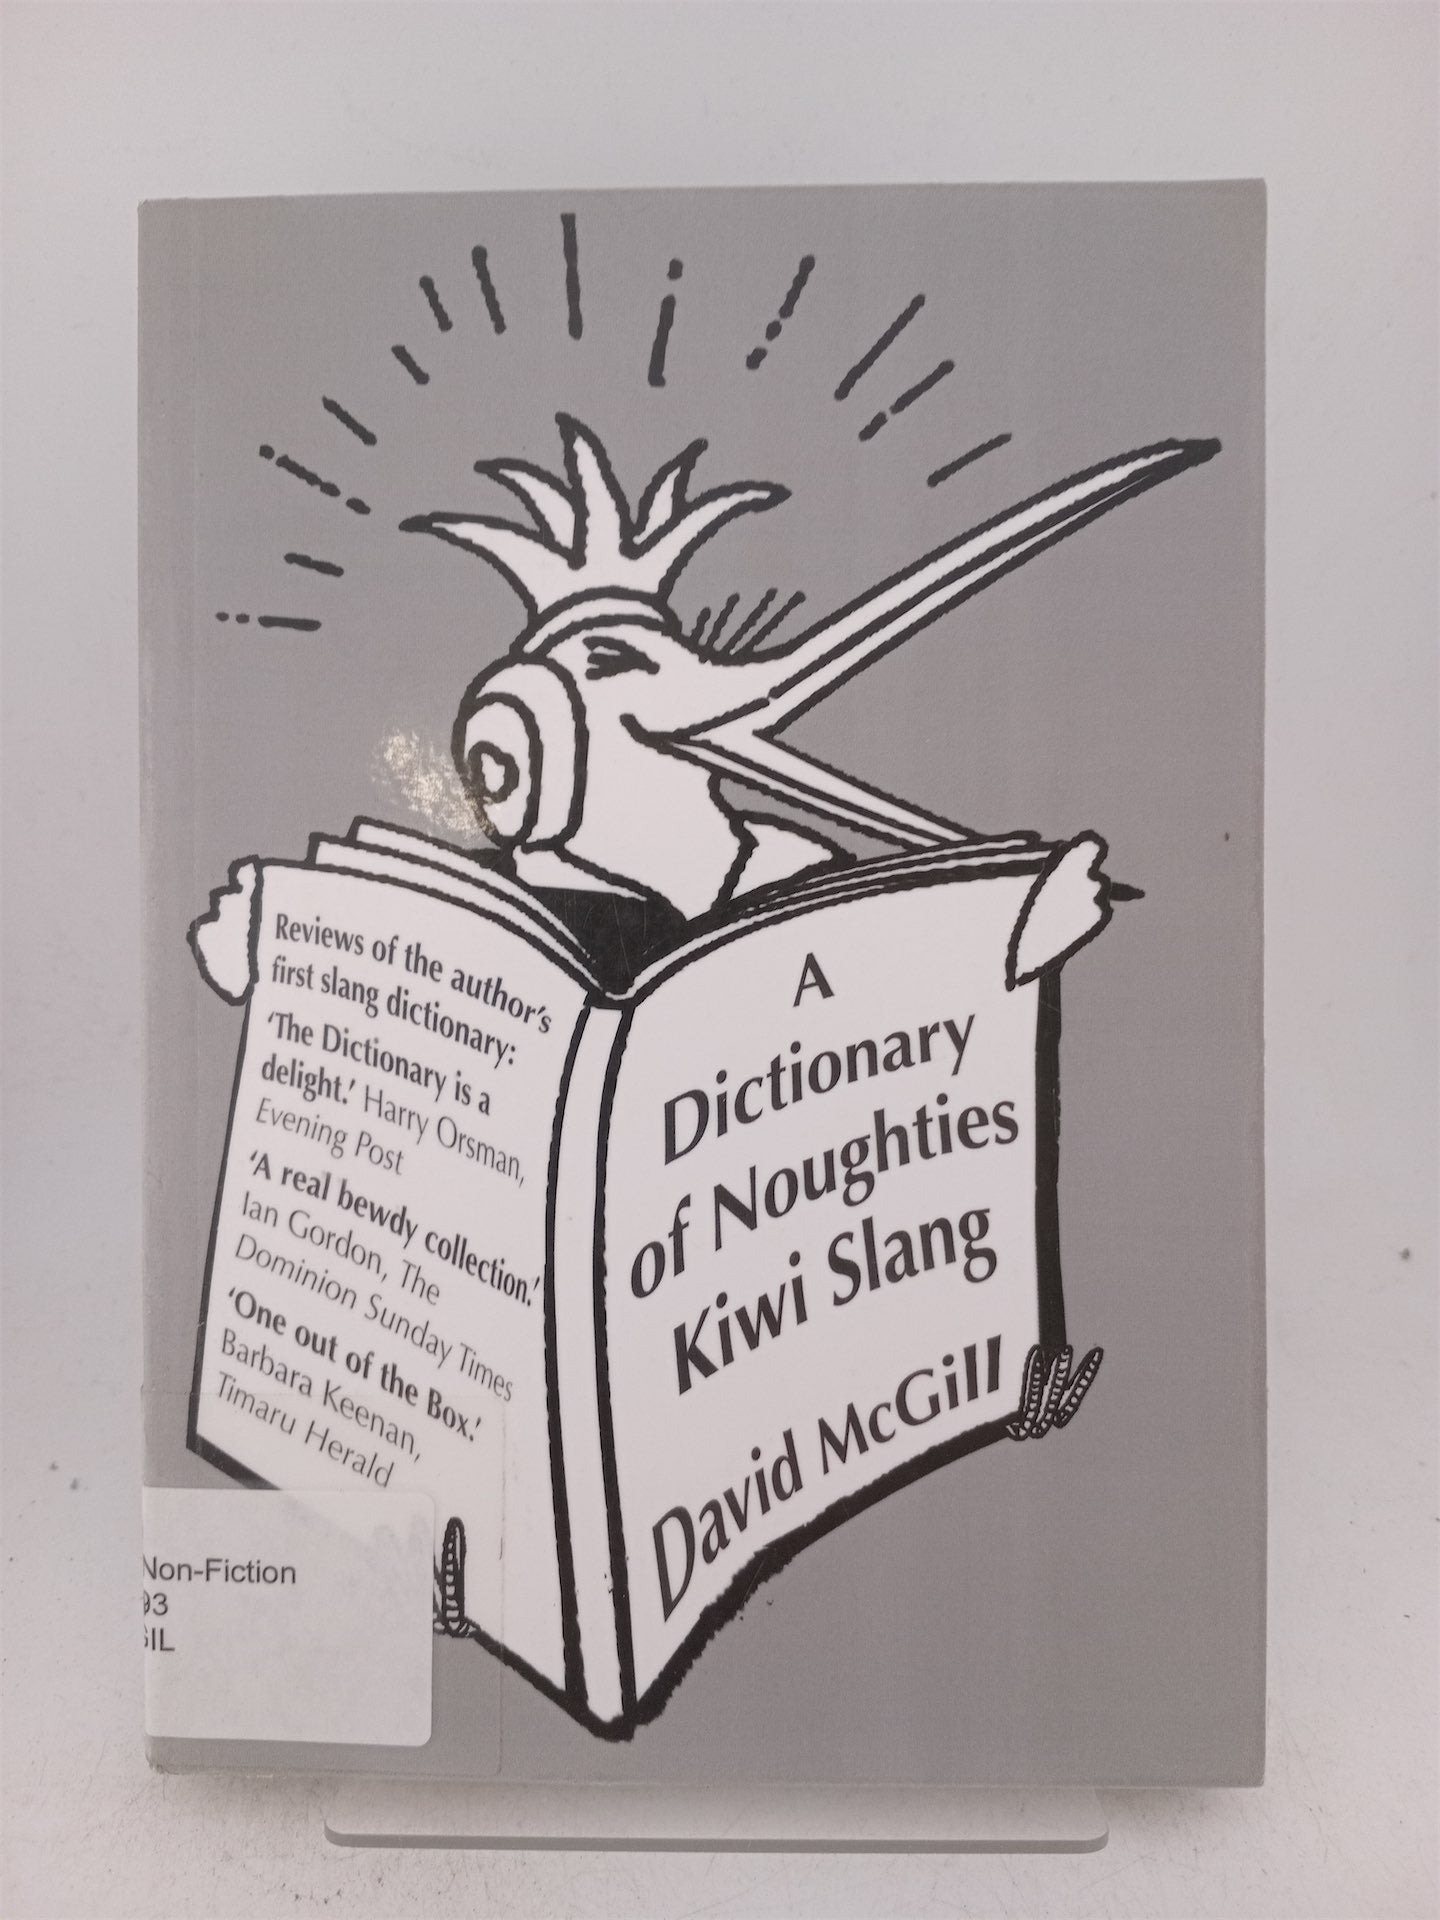 Reviews of the author's
first slang dictionary:
'The Dictionary is a
delight.' Harry Orsman,
Evening Post
'A real bewdy collection.'
Ian Gordon, The
Dominion Sunday Times
'One out of the Box.'
Barbara Keenan,
Timaru Herald
A
Dictionary
of Noughties
Kiwi Slang
David McGill
Non-Fiction
93
GIL